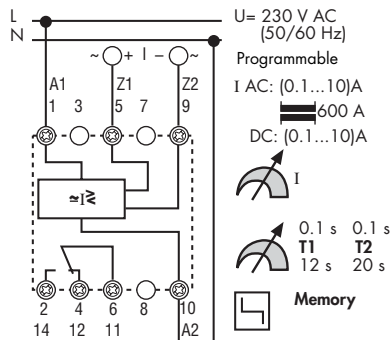 L
N
~ + I - ~
A1 Z1 Z2
1 3 5 7 9
≂I≷
2 4 6 8 10
14 12 11 A2
U= 230 V AC
(50/60 Hz)
Programmable
I AC: (0.1...10)A
600 A
DC: (0.1...10)A
I
0.1 s 0.1 s
T1 T2
12 s 20 s
Memory